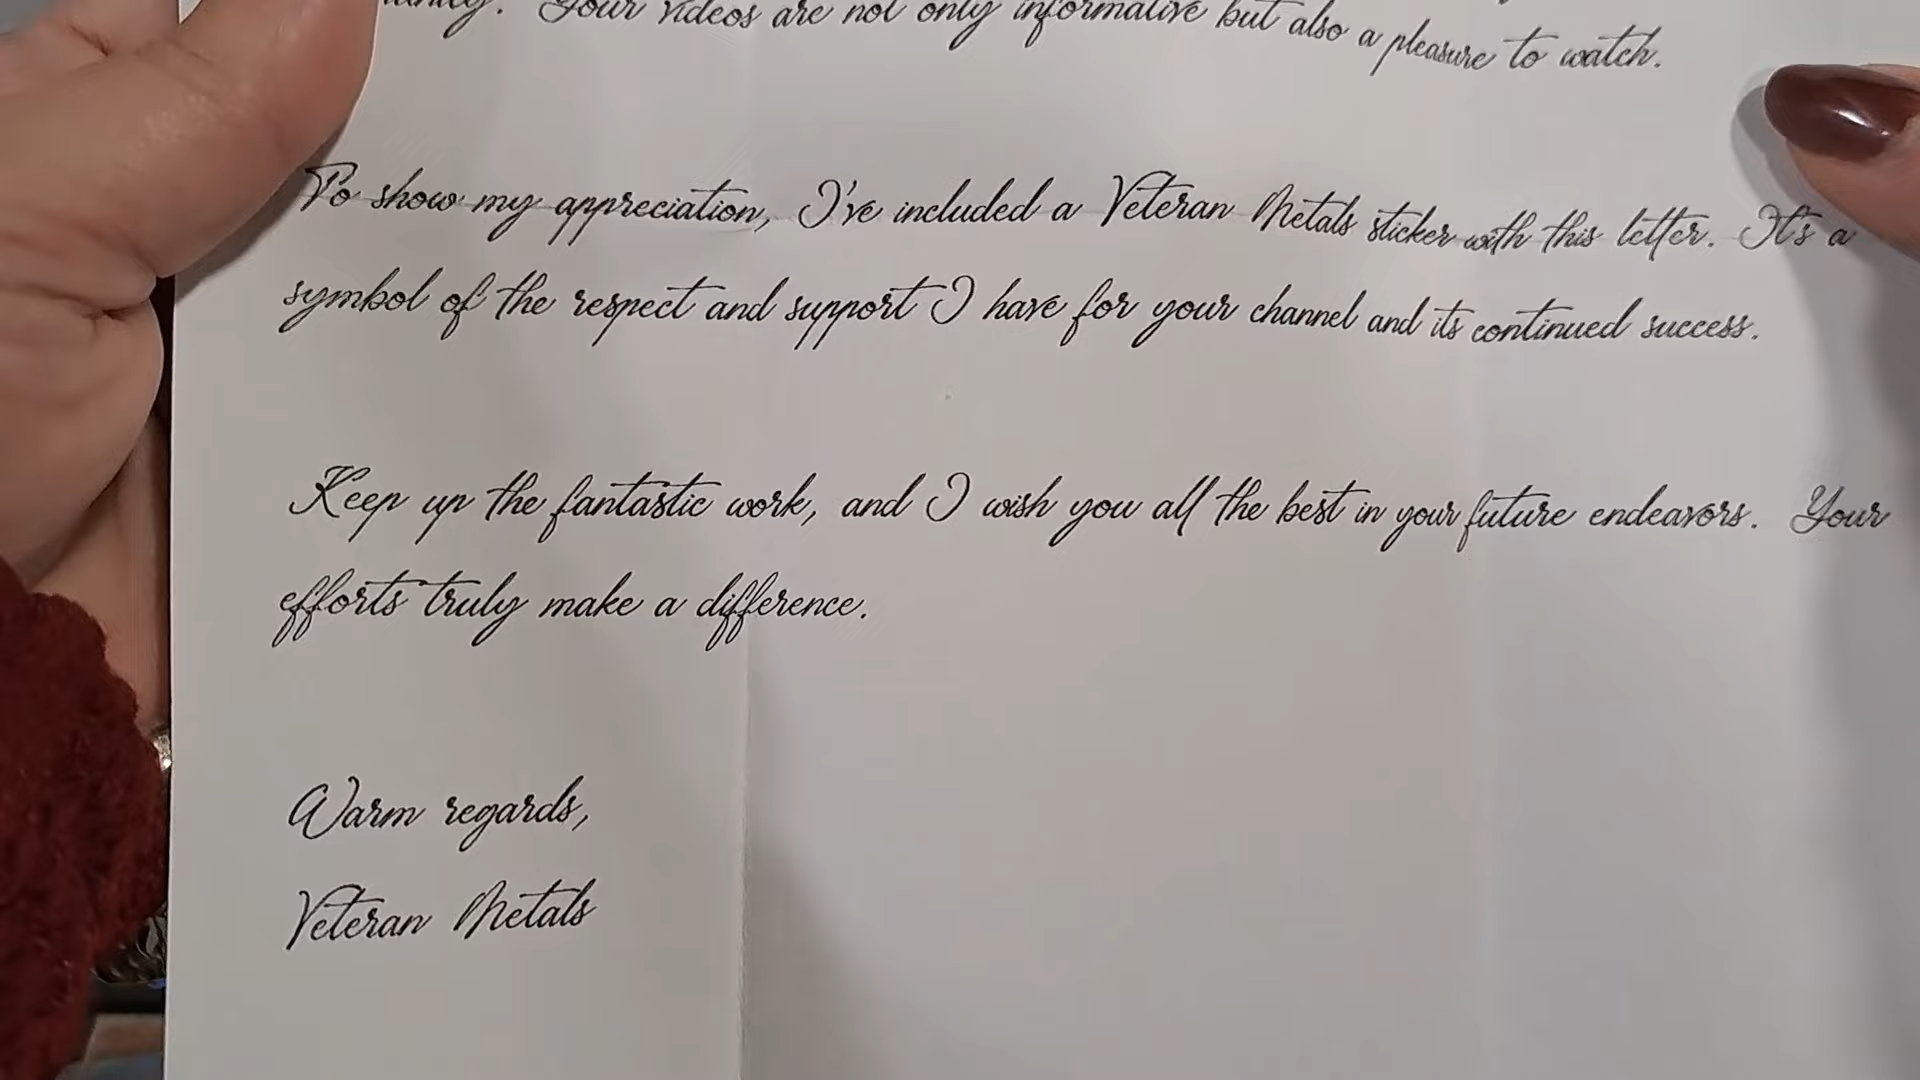 Your videos are not only informative but also a pleasure to watch.
To show my appreciation, I've included a Veteran Metals sticker with this letter. It's a
symbol of the respect and support I have for your channel and its continued success.
Keep up the fantastic work, and I wish you all the best in your future endeavors. Your
efforts truly make a difference.
Warm regards,
Veteran Metals